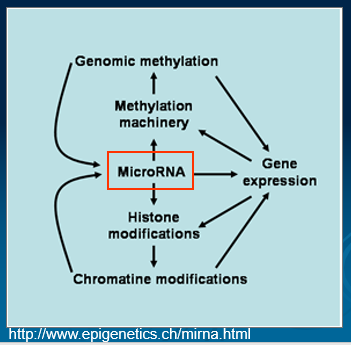 Genomic methylation
Methylation
machinery
MicroRNA
Gene
expression
Histone
modifications
Chromatine modifications
http://www.epigenetics.ch/mirna.html